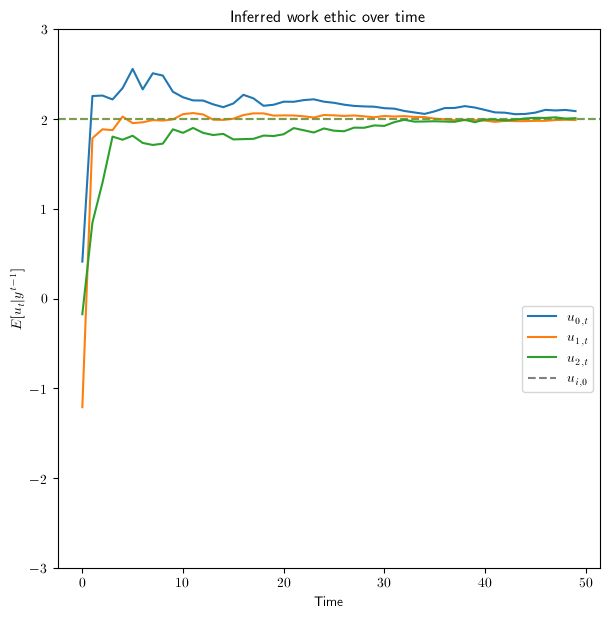 Inferred work ethic over time
3
2
1
0
−1
−2
−3
E[u_t|y^{t−1}]
u_{0,t}
u_{1,t}
u_{2,t}
u_{i,0}
0 10 20 30 40 50
Time